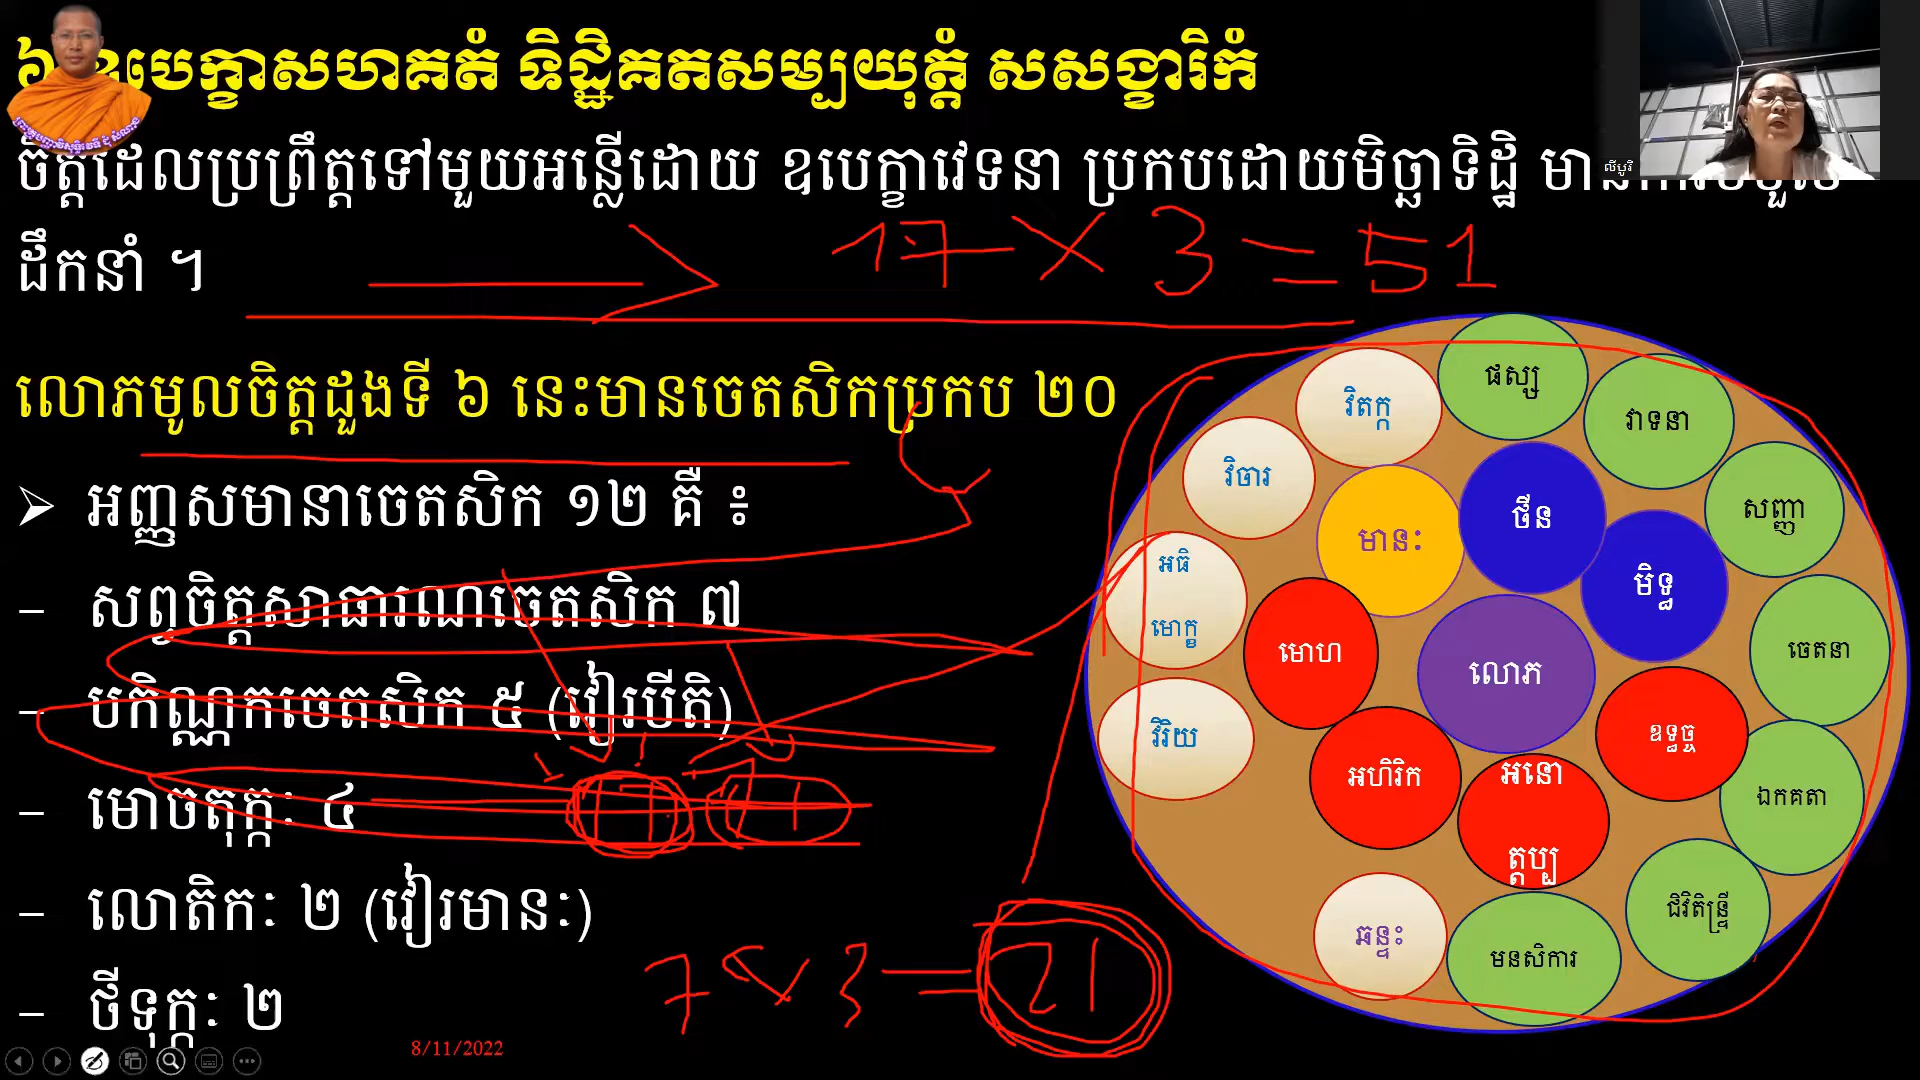 ៦ ឧបេក្ខាសហគតំ ទិដ្ឋិគតសម្បយុត្តំ សសង្ខារិកំ
ចិត្តដែលប្រព្រឹត្តទៅមួយអន្លើដោយ ឧបេក្ខាវេទនា ប្រកបដោយមិច្ឆាទិដ្ឋិ
ដឹកនាំ ។
17 × 3 = 51
លោភមូលចិត្តដួងទី ៦ នេះមានចេតសិកប្រកប ២០
➢ អញ្ញសមានាចេតសិក ១២ គឺ ៖
– សព្វចិត្តសាធារណចេតសិក ៧
– បកិណ្ណកចេតសិក ៥ (វៀរបីតិ)
– មោចតុក្កៈ ៤
– លោតិកៈ ២ (វៀរមានៈ)
– ថីទុក្កៈ ២
17
7 × 3 = 21
8/11/2022
លីបូរិ
ផស្ស
វិតក្ក
វាទនា
វិចារ
សញ្ញា
ថីន
មានៈ
មិទ្ធ
អធិ
មោក្ខ
មោហ
លោភ
ចេតនា
វិរិយ
ឧទ្ធច្ច
អហិរិក
អនោ
ត្តប្ប
ឯកគតា
ជិវិតិន្ទ្រី
ឆន្ទះ
មនសិការ